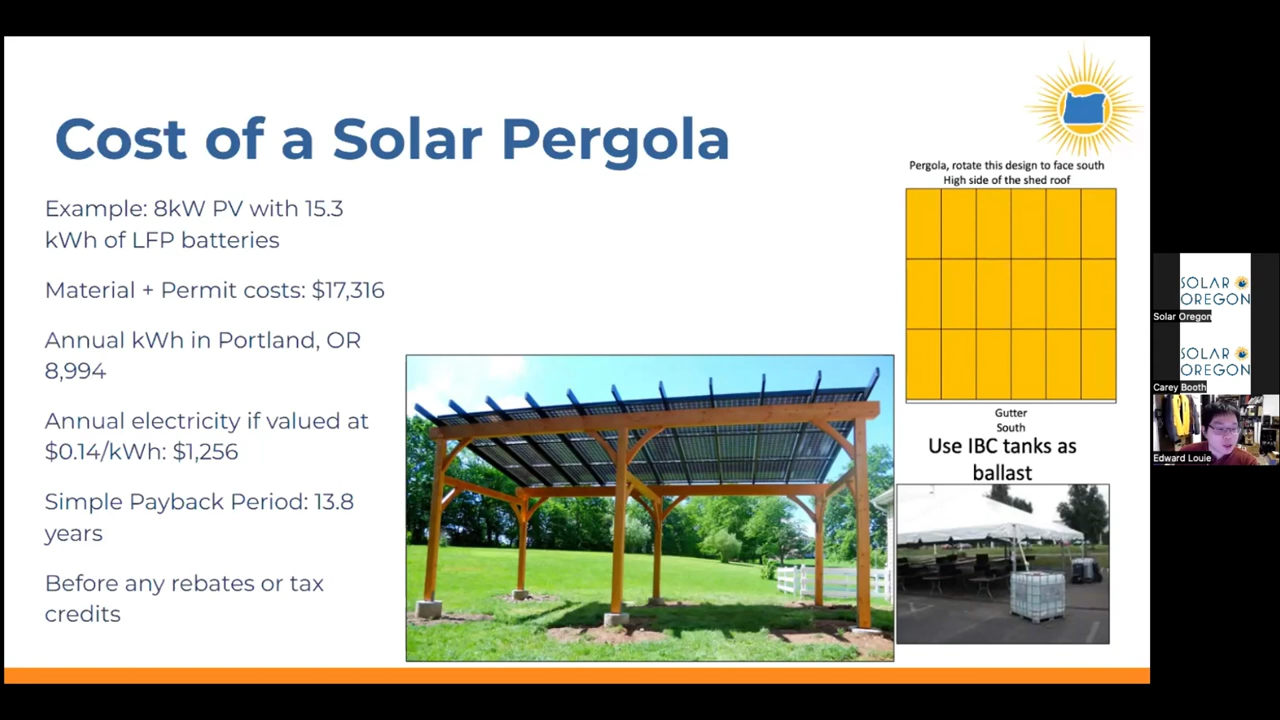 Cost of a Solar Pergola
Example: 8kW PV with 15.3
kWh of LFP batteries
Material + Permit costs: $17,316
Annual kWh in Portland, OR
8,994
Annual electricity if valued at
$0.14/kWh: $1,256
Simple Payback Period: 13.8
years
Before any rebates or tax
credits
Pergola, rotate this design to face south
High side of the shed roof
Gutter
South
Use IBC tanks as
ballast
SOLAR
OREGON
Solar Oregon
SOLAR
OREGON
Carey Booth
Edward Louie